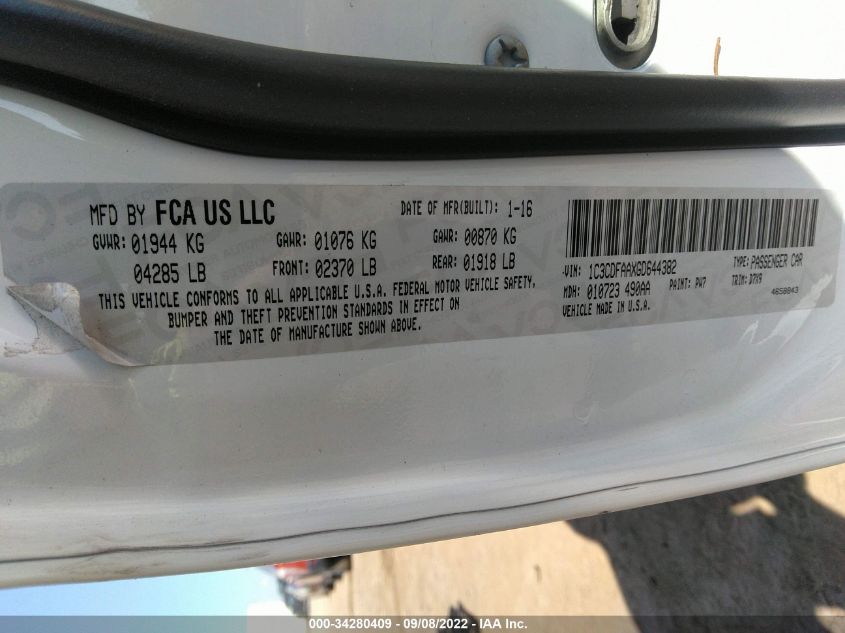 MFD BY FCA US LLC
DATE OF MFR(BUILT): 1-16
GVWR: 01944 KG
GAWR: 01076 KG
GAWR: 00870 KG
04285 LB
FRONT: 02370 LB
REAR: 01918 LB
THIS VEHICLE CONFORMS TO ALL APPLICABLE U.S.A. FEDERAL MOTOR VEHICLE SAFETY,
BUMPER AND THEFT PREVENTION STANDARDS IN EFFECT ON
THE DATE OF MANUFACTURE SHOWN ABOVE.
VIN: 1C3CDFAAXGD644382
TYPE: PASSENGER CAR
MDH: 010723 490AA
PAINT: PW7
TRIM: D7X9
VEHICLE MADE IN U.S.A.
4658843
000-34280409 - 09/08/2022 - IAA Inc.